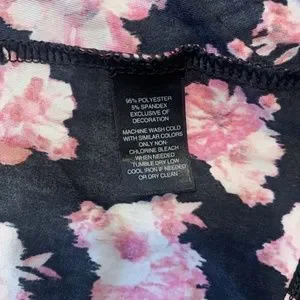 95% POLYESTER
5% SPANDEX
EXCLUSIVE OF
DECORATION
MACHINE WASH COLD
WITH SIMILAR COLORS
ONLY NON-
CHLORINE BLEACH
WHEN NEEDED
TUMBLE DRY LOW
COOL IRON IF NEEDED
OR DRY CLEAN